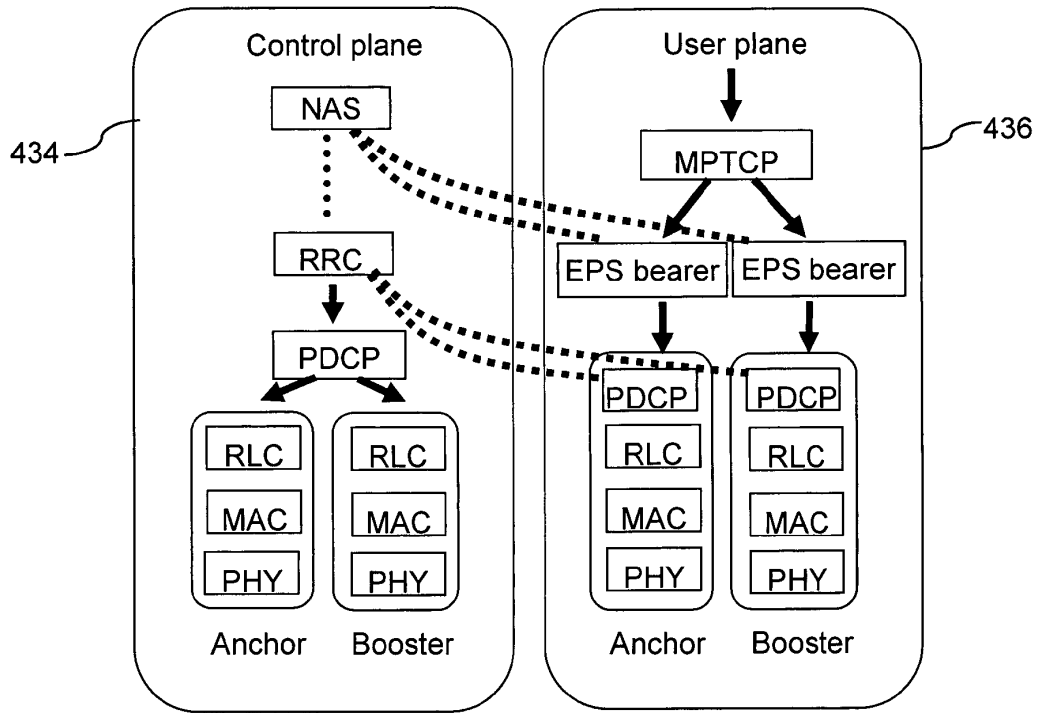 Control plane
NAS
434
RRC
PDCP
RLC
MAC
PHY
Anchor
RLC
MAC
PHY
Booster
User plane
436
MPTCP
EPS bearer
EPS bearer
PDCP
RLC
MAC
PHY
Anchor
PDCP
RLC
MAC
PHY
Booster